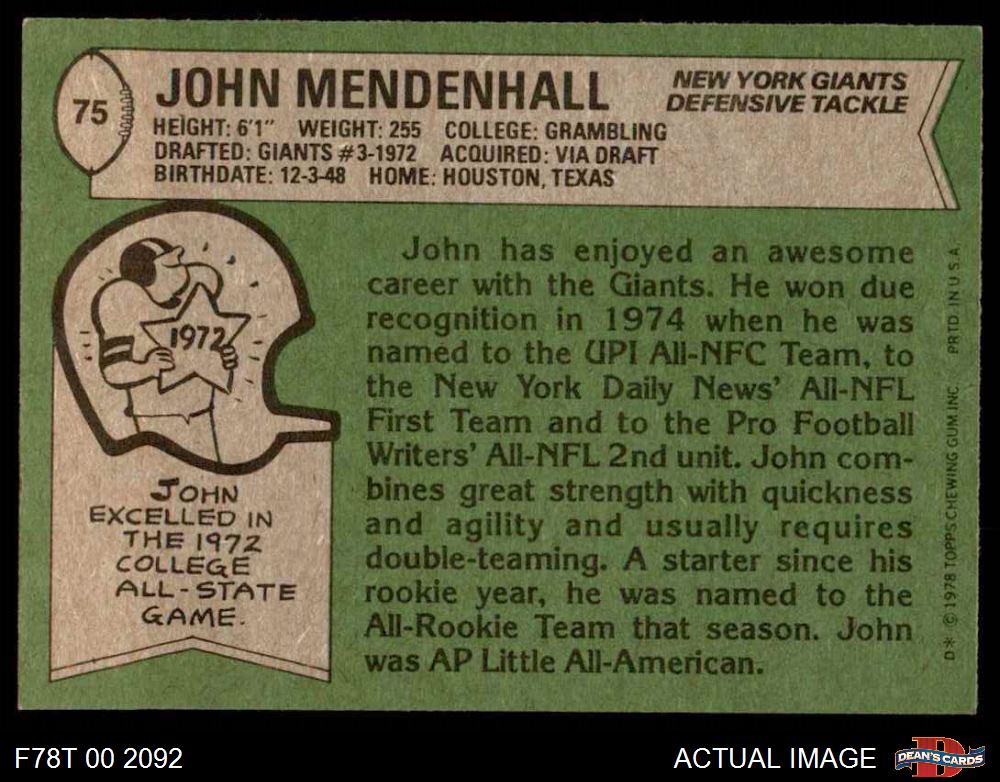 75
JOHN MENDENHALL
NEW YORK GIANTS
DEFENSIVE TACKLE
HEIGHT: 6'1" WEIGHT: 255 COLLEGE: GRAMBLING
DRAFTED: GIANTS #3-1972 ACQUIRED: VIA DRAFT
BIRTHDATE: 12-3-48 HOME: HOUSTON, TEXAS
1972
JOHN
EXCELLED IN
THE 1972
COLLEGE
ALL-STATE
GAME.
John has enjoyed an awesome
career with the Giants. He won due
recognition in 1974 when he was
named to the UPI All-NFC Team, to
the New York Daily News' All-NFL
First Team and to the Pro Football
Writers' All-NFL 2nd unit. John com-
bines great strength with quickness
and agility and usually requires
double-teaming. A starter since his
rookie year, he was named to the
All-Rookie Team that season. John
was AP Little All-American.
D* © 1978 TOPPS CHEWING GUM INC. PRTD. IN U.S.A.
F78T 00 2092
ACTUAL IMAGE
D
DEAN'S CARDS